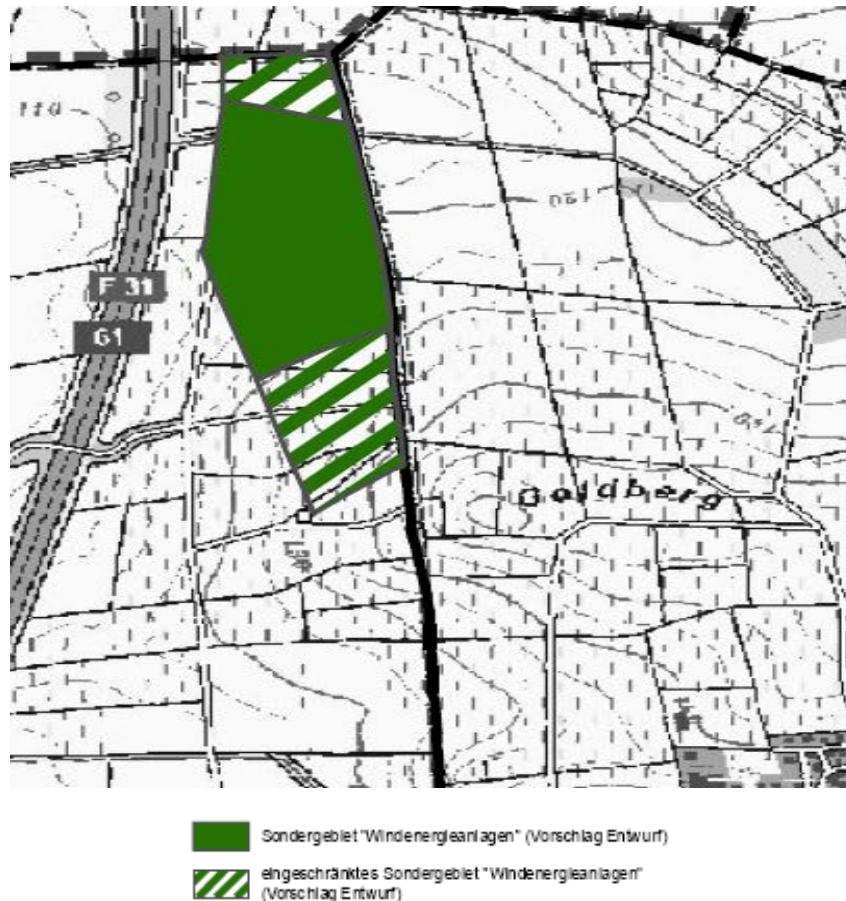 E 31
61
Goldberg
Sondergebiet "Windenergieanlagen" (Vorschlag Entwurf)
eingeschränktes Sondergebiet "Windenergieanlagen"
(Vorschlag Entwurf)